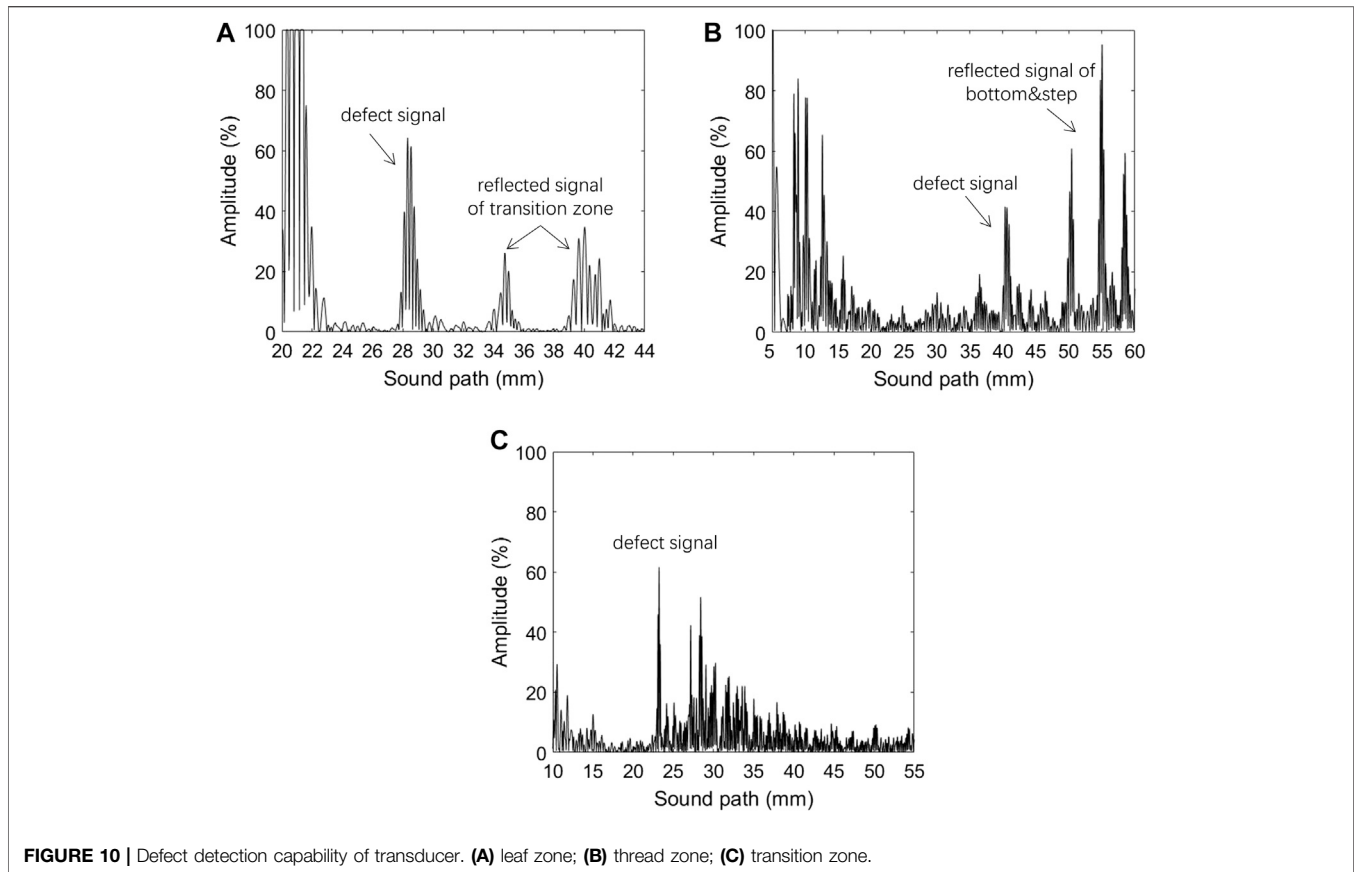 A
100
80
60
40
20
0
Amplitude (%)
defect signal
reflected signal
of transition zone
20 22 24 26 28 30 32 34 36 38 40 42 44
Sound path (mm)
B
100
80
60
40
20
0
Amplitude (%)
reflected signal of
bottom&step
defect signal
5 10 15 20 25 30 35 40 45 50 55 60
Sound path (mm)
C
100
80
60
40
20
0
Amplitude (%)
defect signal
10 15 20 25 30 35 40 45 50 55
Sound path (mm)
FIGURE 10 | Defect detection capability of transducer. (A) leaf zone; (B) thread zone; (C) transition zone.